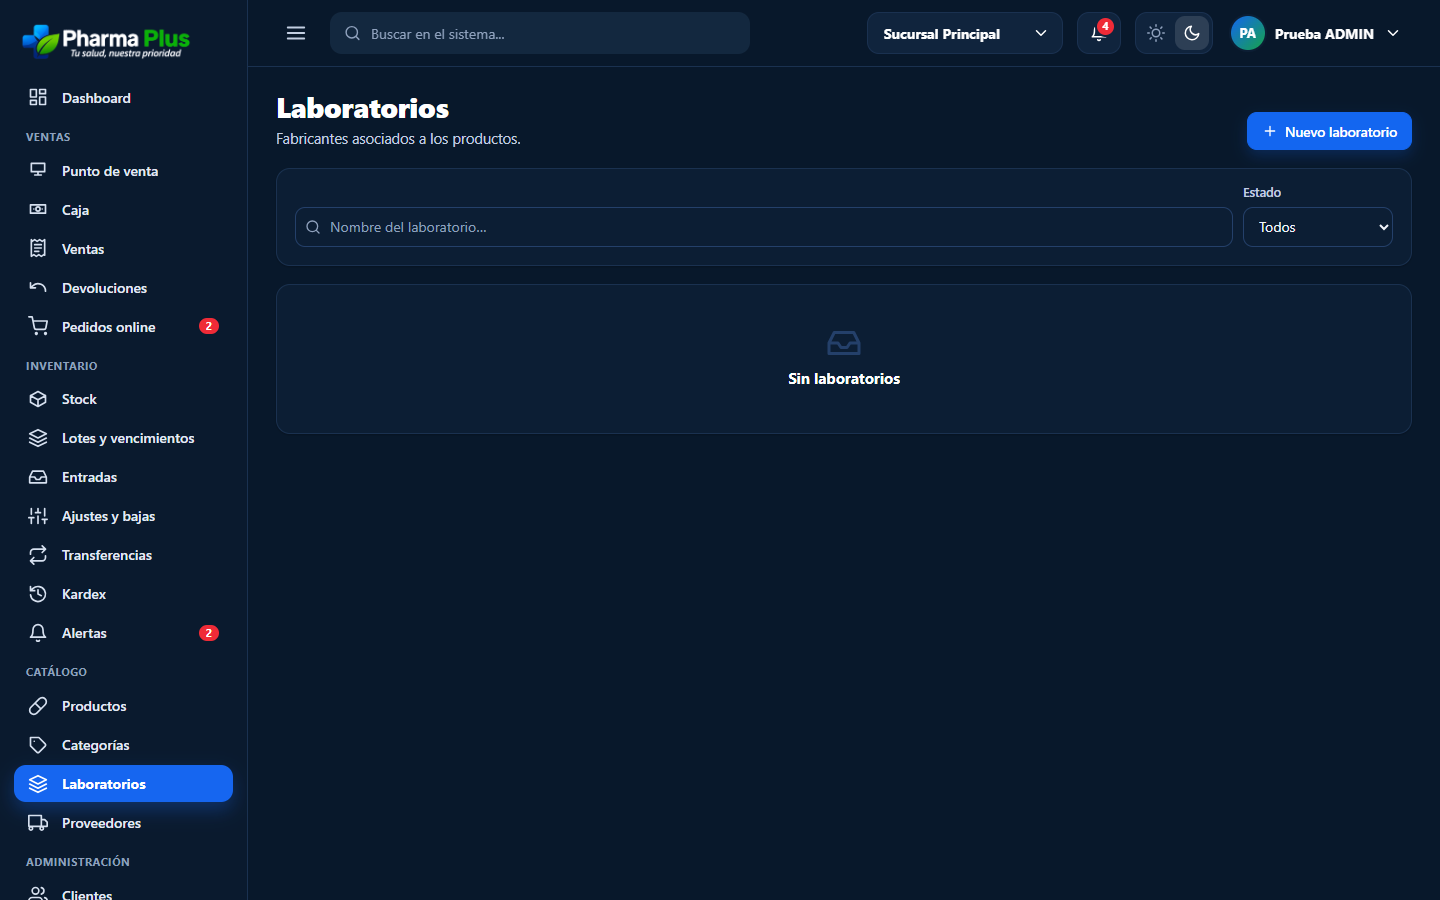 Pharma Plus
Tu salud, nuestra prioridad
Buscar en el sistema...
Sucursal Principal
4
PA
Prueba ADMIN
Dashboard
VENTAS
Punto de venta
Caja
Ventas
Devoluciones
Pedidos online
2
INVENTARIO
Stock
Lotes y vencimientos
Entradas
Ajustes y bajas
Transferencias
Kardex
Alertas
2
CATÁLOGO
Productos
Categorías
Laboratorios
Proveedores
ADMINISTRACIÓN
Clientes
Laboratorios
Fabricantes asociados a los productos.
Nuevo laboratorio
Estado
Nombre del laboratorio...
Todos
Sin laboratorios